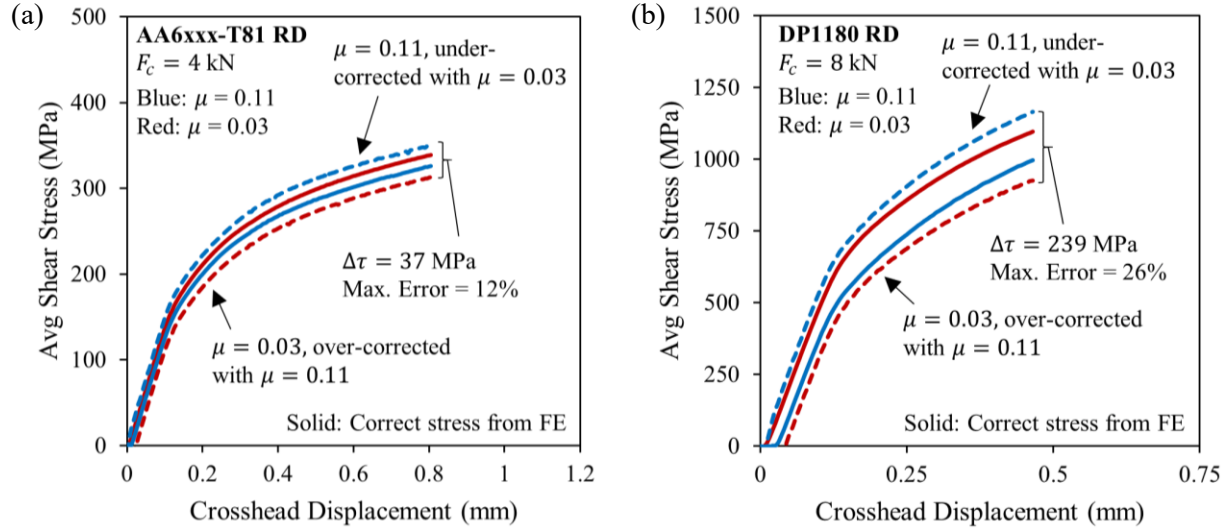 (a)
AA6xxx-T81 RD
F_c = 4 kN
Blue: μ = 0.11
Red: μ = 0.03
μ = 0.11, under-
corrected with μ = 0.03
Δτ = 37 MPa
Max. Error = 12%
μ = 0.03, over-corrected
with μ = 0.11
Solid: Correct stress from FE
Avg Shear Stress (MPa)
500
400
300
200
100
0
0
0.2
0.4
0.6
0.8
1
1.2
Crosshead Displacement (mm)
(b)
DP1180 RD
F_c = 8 kN
Blue: μ = 0.11
Red: μ = 0.03
μ = 0.11, under-
corrected with μ = 0.03
Δτ = 239 MPa
Max. Error = 26%
μ = 0.03, over-corrected
with μ = 0.11
Solid: Correct stress from FE
Avg Shear Stress (MPa)
1500
1250
1000
750
500
250
0
0
0.25
0.5
0.75
Crosshead Displacement (mm)